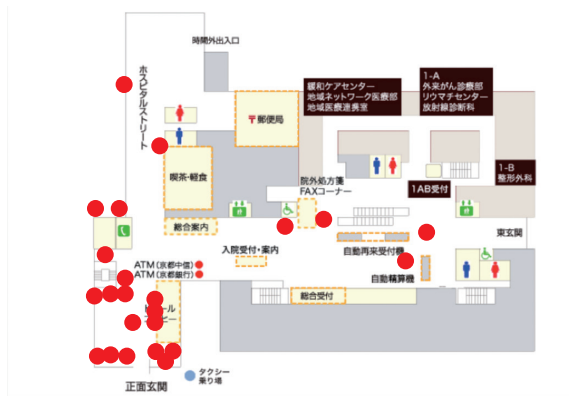 時間外出入口
ホスピタルストリート
緩和ケアセンター
地域ネットワーク医療部
地域医療連携室
1-A
外来がん診療部
リウマチセンター
放射線診断科
〒郵便局
喫茶・軽食
院外処方箋
FAXコーナー
1-B
整形外科
1AB受付
総合案内
東玄関
入院受付・案内
自動再来受付機
ATM(京都中信)
ATM(京都銀行)
自動精算機
総合受付
タクシー
乗り場
正面玄関